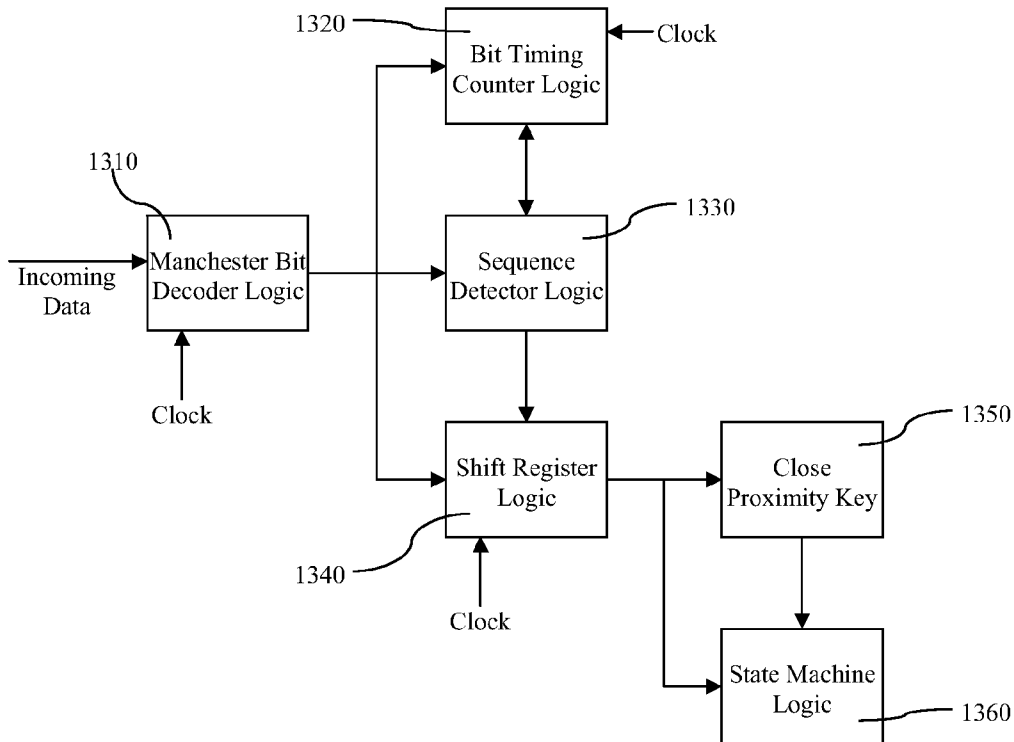 1320
Bit Timing
Counter Logic
Clock
1310
Manchester Bit
Decoder Logic
Incoming
Data
Clock
1330
Sequence
Detector Logic
Shift Register
Logic
1340
Clock
1350
Close
Proximity Key
State Machine
Logic
1360